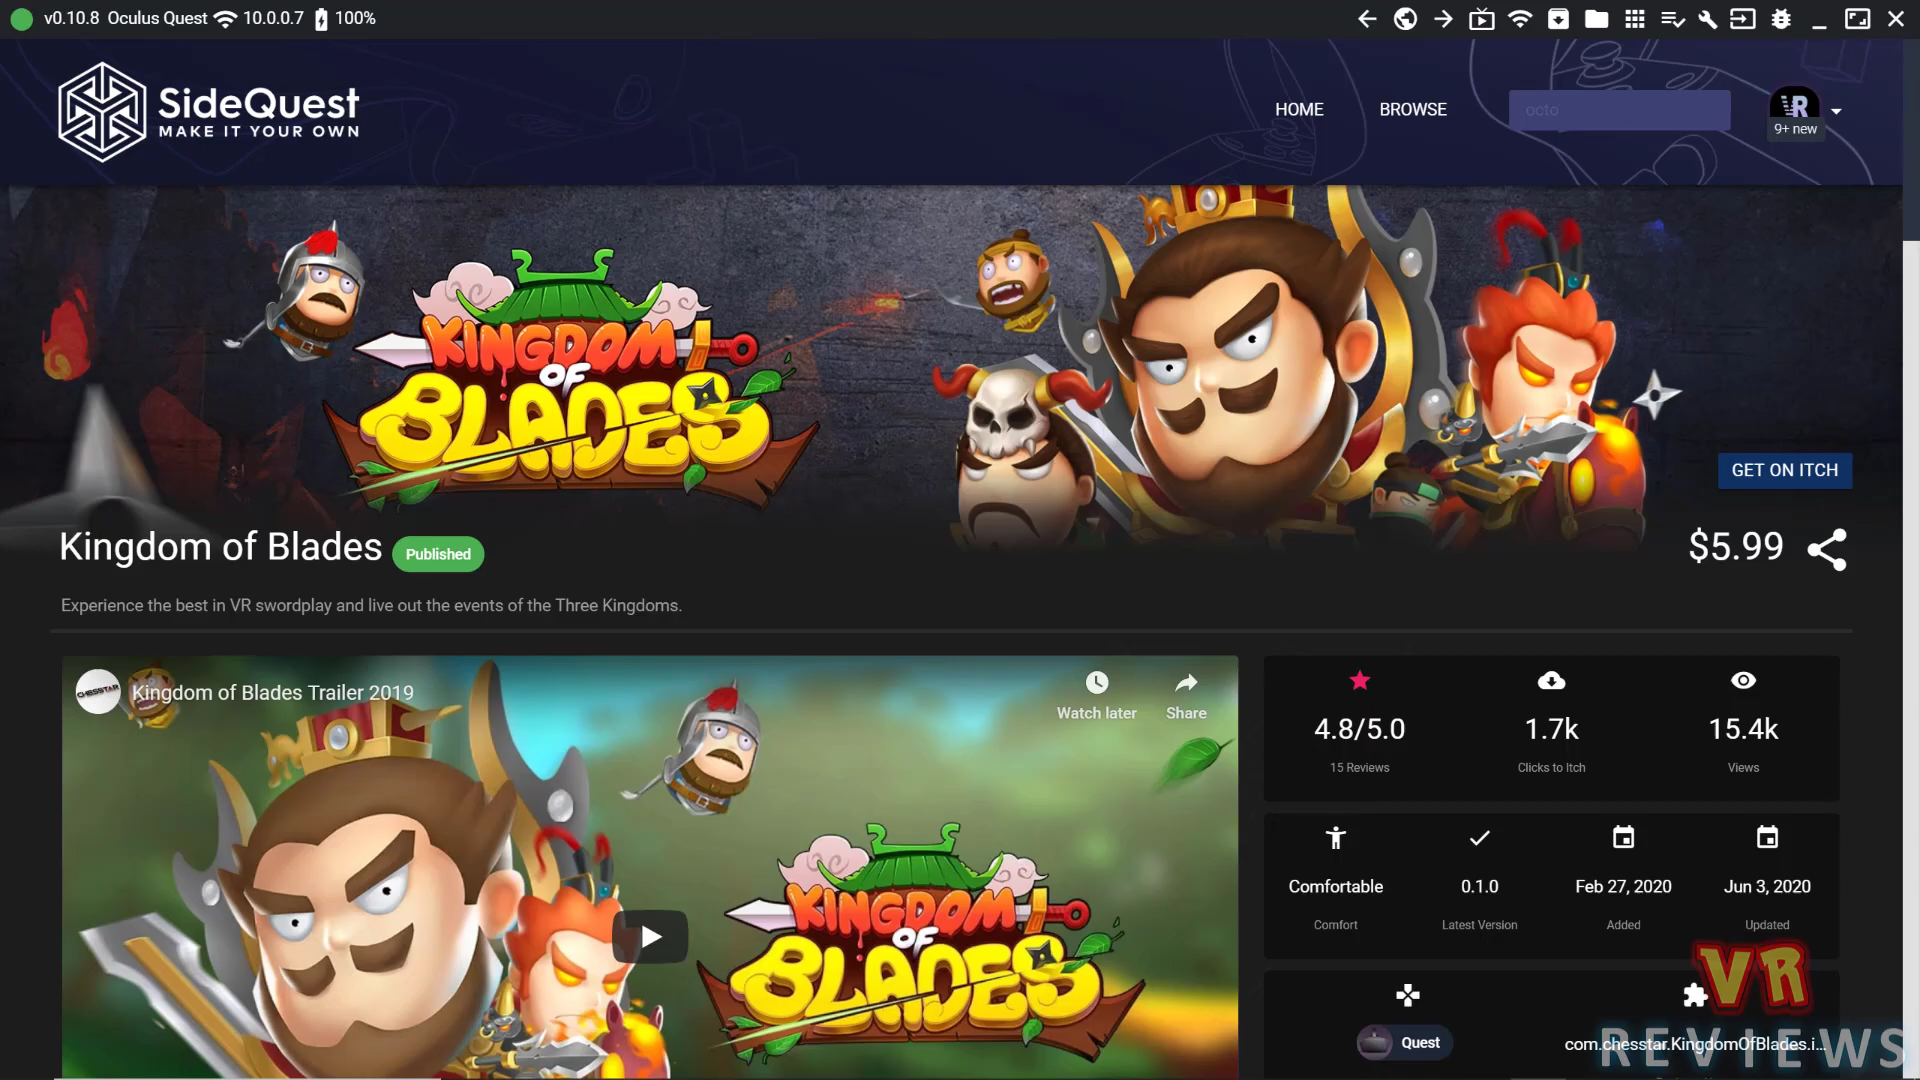 v0.10.8 Oculus Quest 10.0.0.7 100%
SideQuest
MAKE IT YOUR OWN
HOME
BROWSE
octo
VR
9+ new
KINGDOM
OF
BLADES
GET ON ITCH
Kingdom of Blades
Published
$5.99
Experience the best in VR swordplay and live out the events of the Three Kingdoms.
CHESSTAR
Kingdom of Blades Trailer 2019
Watch later
Share
KINGDOM
OF
BLADES
4.8/5.0
1.7k
15.4k
15 Reviews
Clicks to Itch
Views
Comfortable
0.1.0
Feb 27, 2020
Jun 3, 2020
Comfort
Latest Version
Added
Updated
VR
REVIEWS
Quest
com.chesstar.KingdomOfBlades.i...